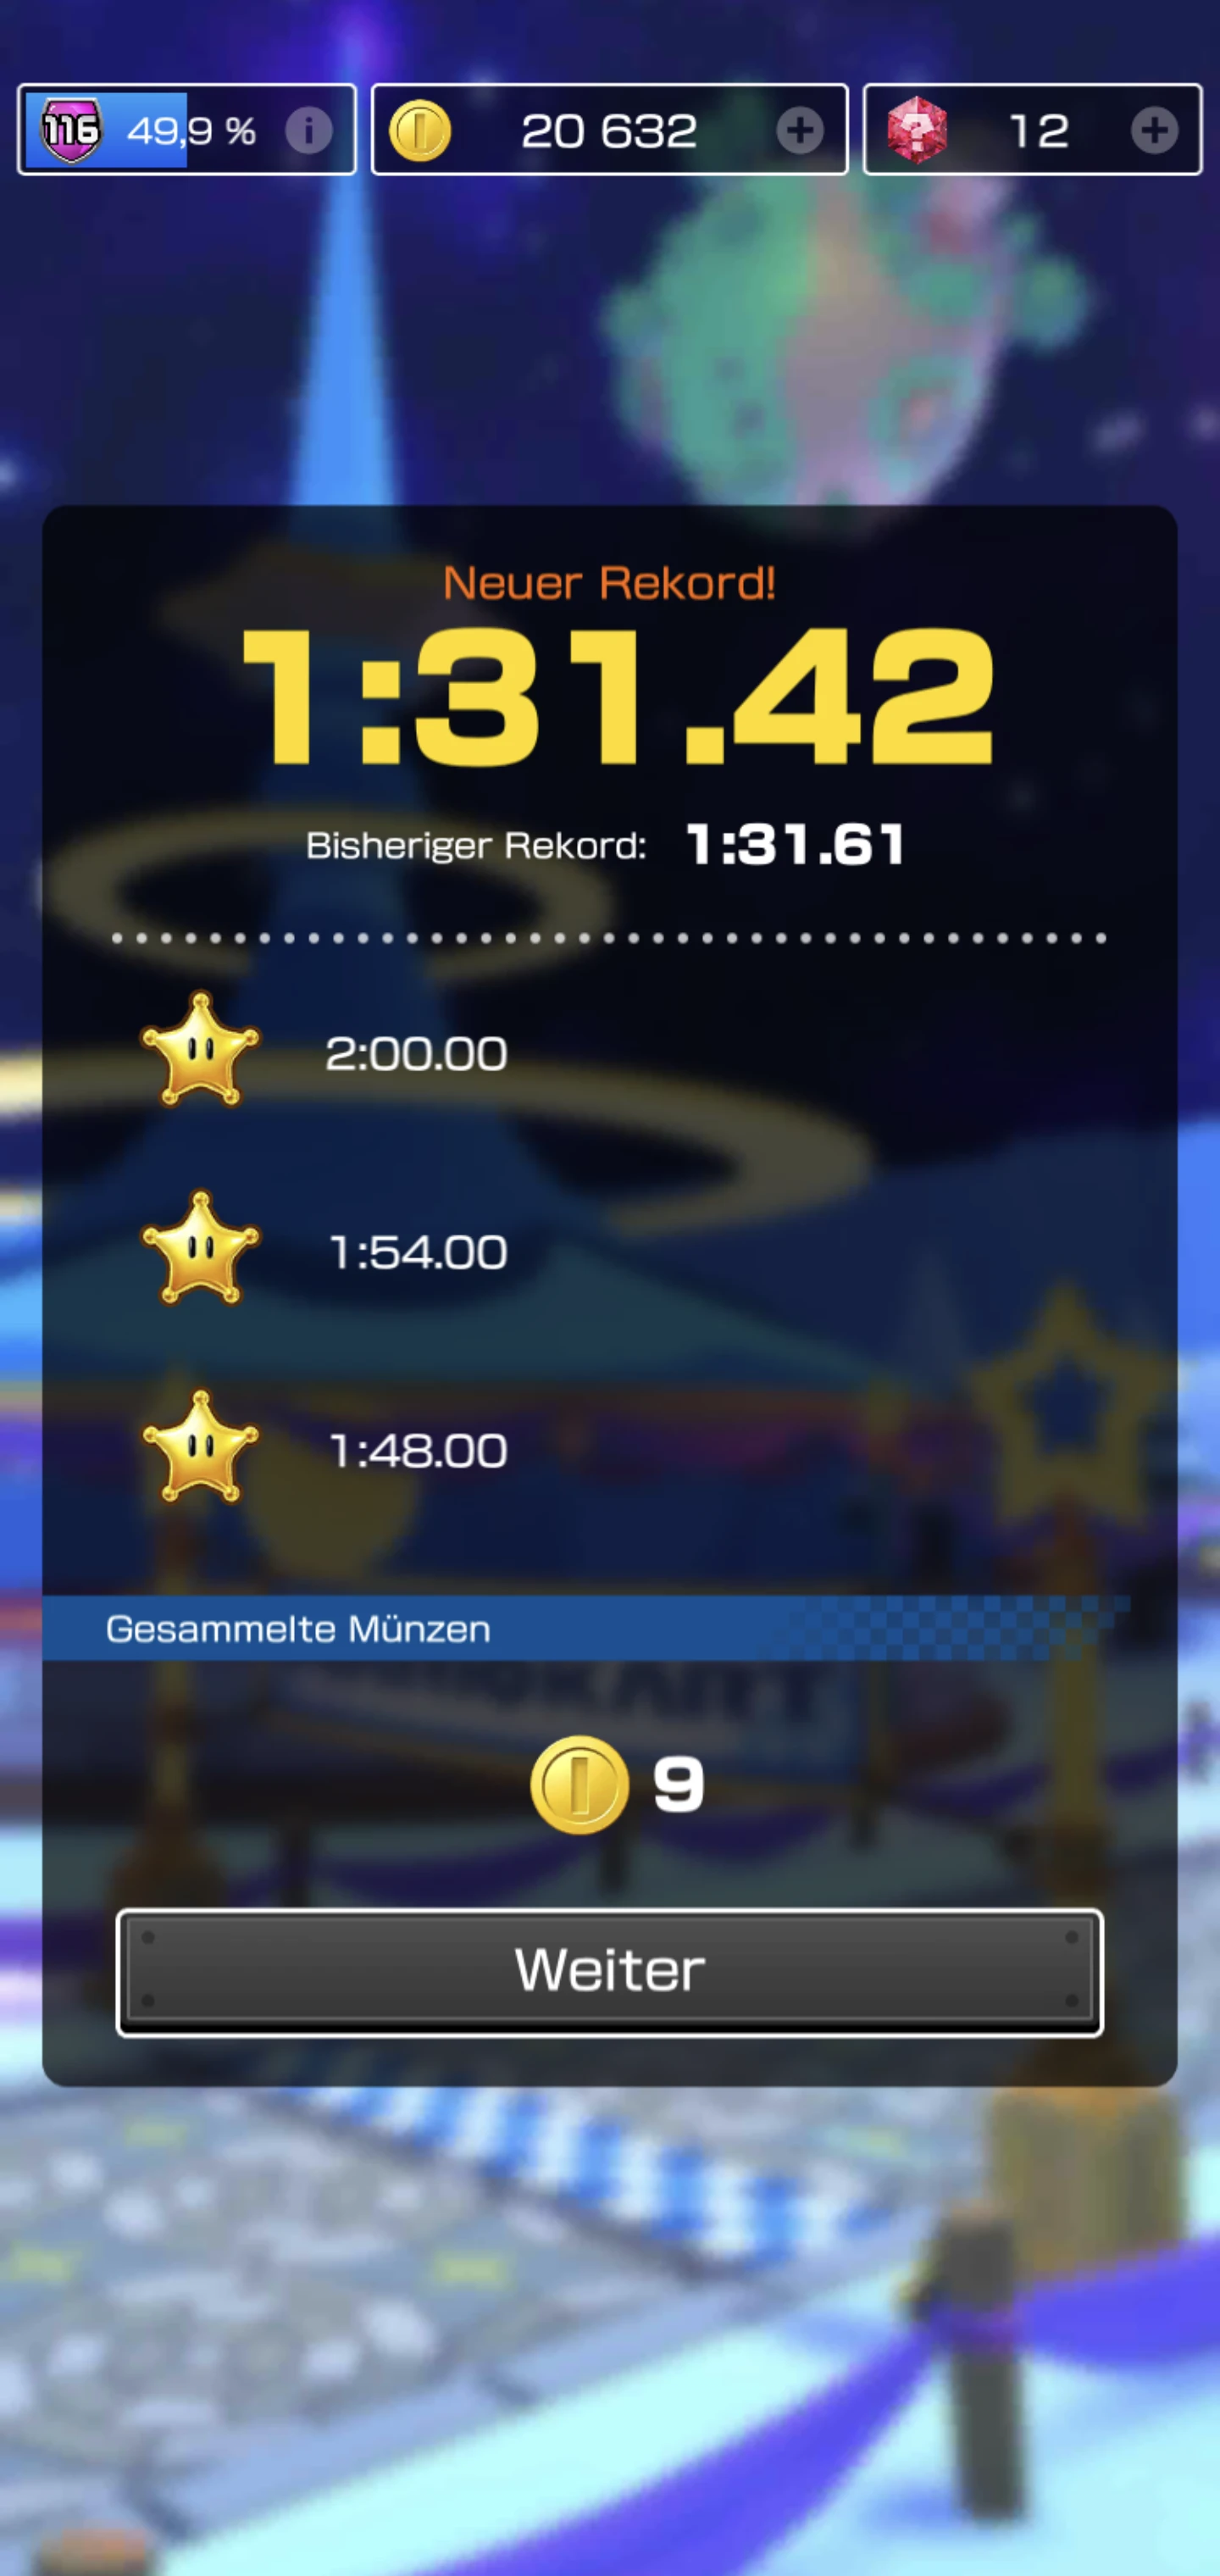 116 49,9 % i 20 632 + ? 12 +
Neuer Rekord!
1:31.42
Bisheriger Rekord: 1:31.61
2:00.00
1:54.00
1:48.00
Gesammelte Münzen
9
Weiter